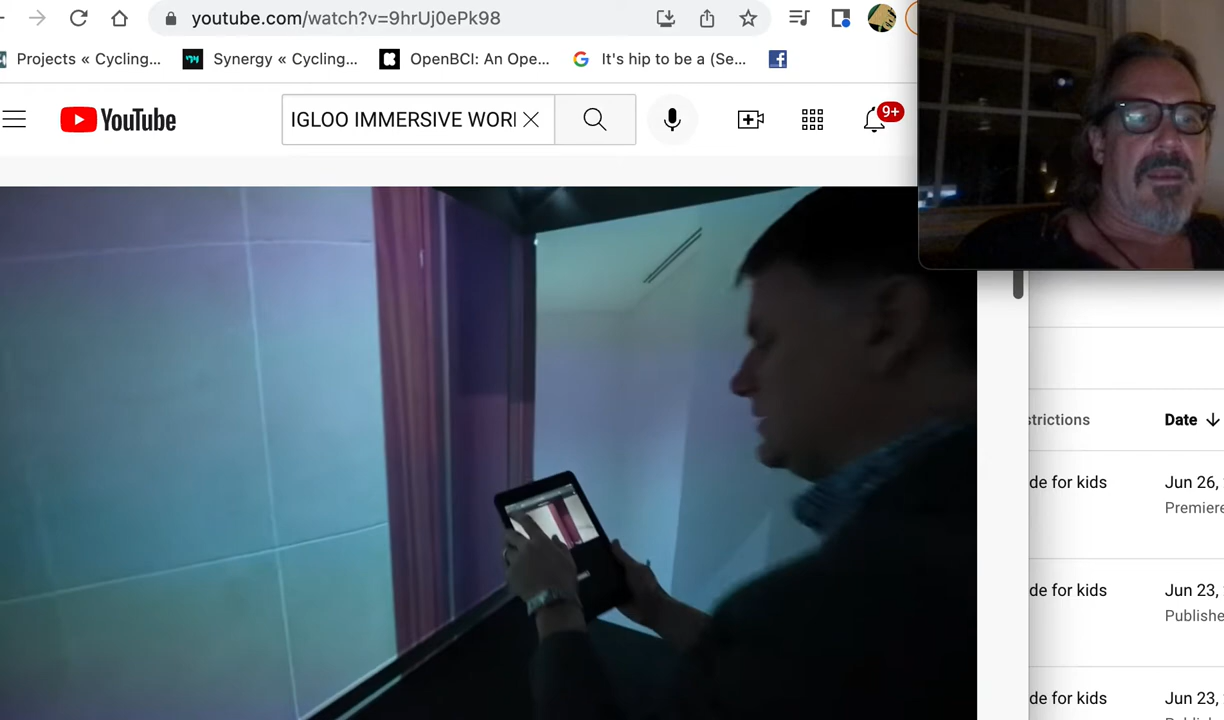 youtube.com/watch?v=9hrUj0ePk98
Projects « Cycling... Synergy « Cycling... OpenBCI: An Ope... It's hip to be a (Se...
YouTube
IGLOO IMMERSIVE WOR
9+
strictions Date
de for kids Jun 26,
Premiere
de for kids Jun 23,
Publishe
de for kids Jun 23,